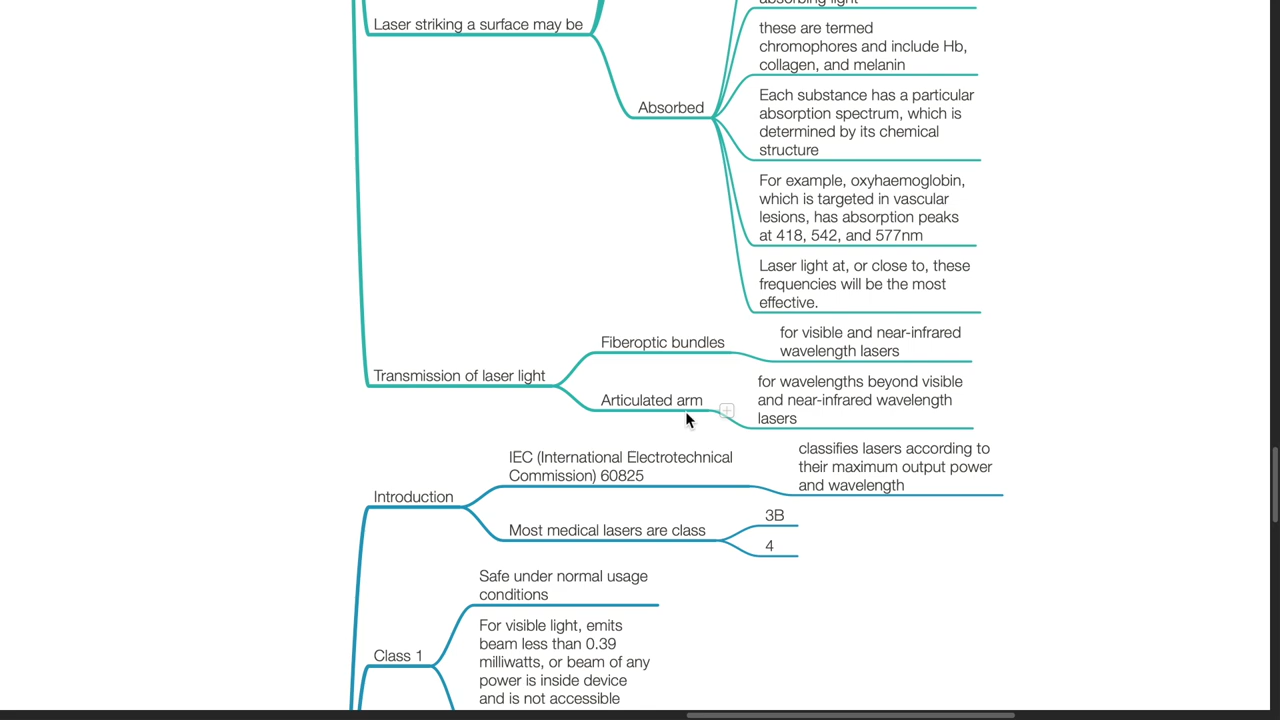 absorbing light
Laser striking a surface may be
these are termed
chromophores and include Hb,
collagen, and melanin
Absorbed
Each substance has a particular
absorption spectrum, which is
determined by its chemical
structure
For example, oxyhaemoglobin,
which is targeted in vascular
lesions, has absorption peaks
at 418, 542, and 577nm
Laser light at, or close to, these
frequencies will be the most
effective.
Transmission of laser light
Fiberoptic bundles
for visible and near-infrared
wavelength lasers
Articulated arm
for wavelengths beyond visible
and near-infrared wavelength
lasers
Introduction
IEC (International Electrotechnical
Commission) 60825
classifies lasers according to
their maximum output power
and wavelength
Most medical lasers are class
3B
4
Class 1
Safe under normal usage
conditions
For visible light, emits
beam less than 0.39
milliwatts, or beam of any
power is inside device
and is not accessible